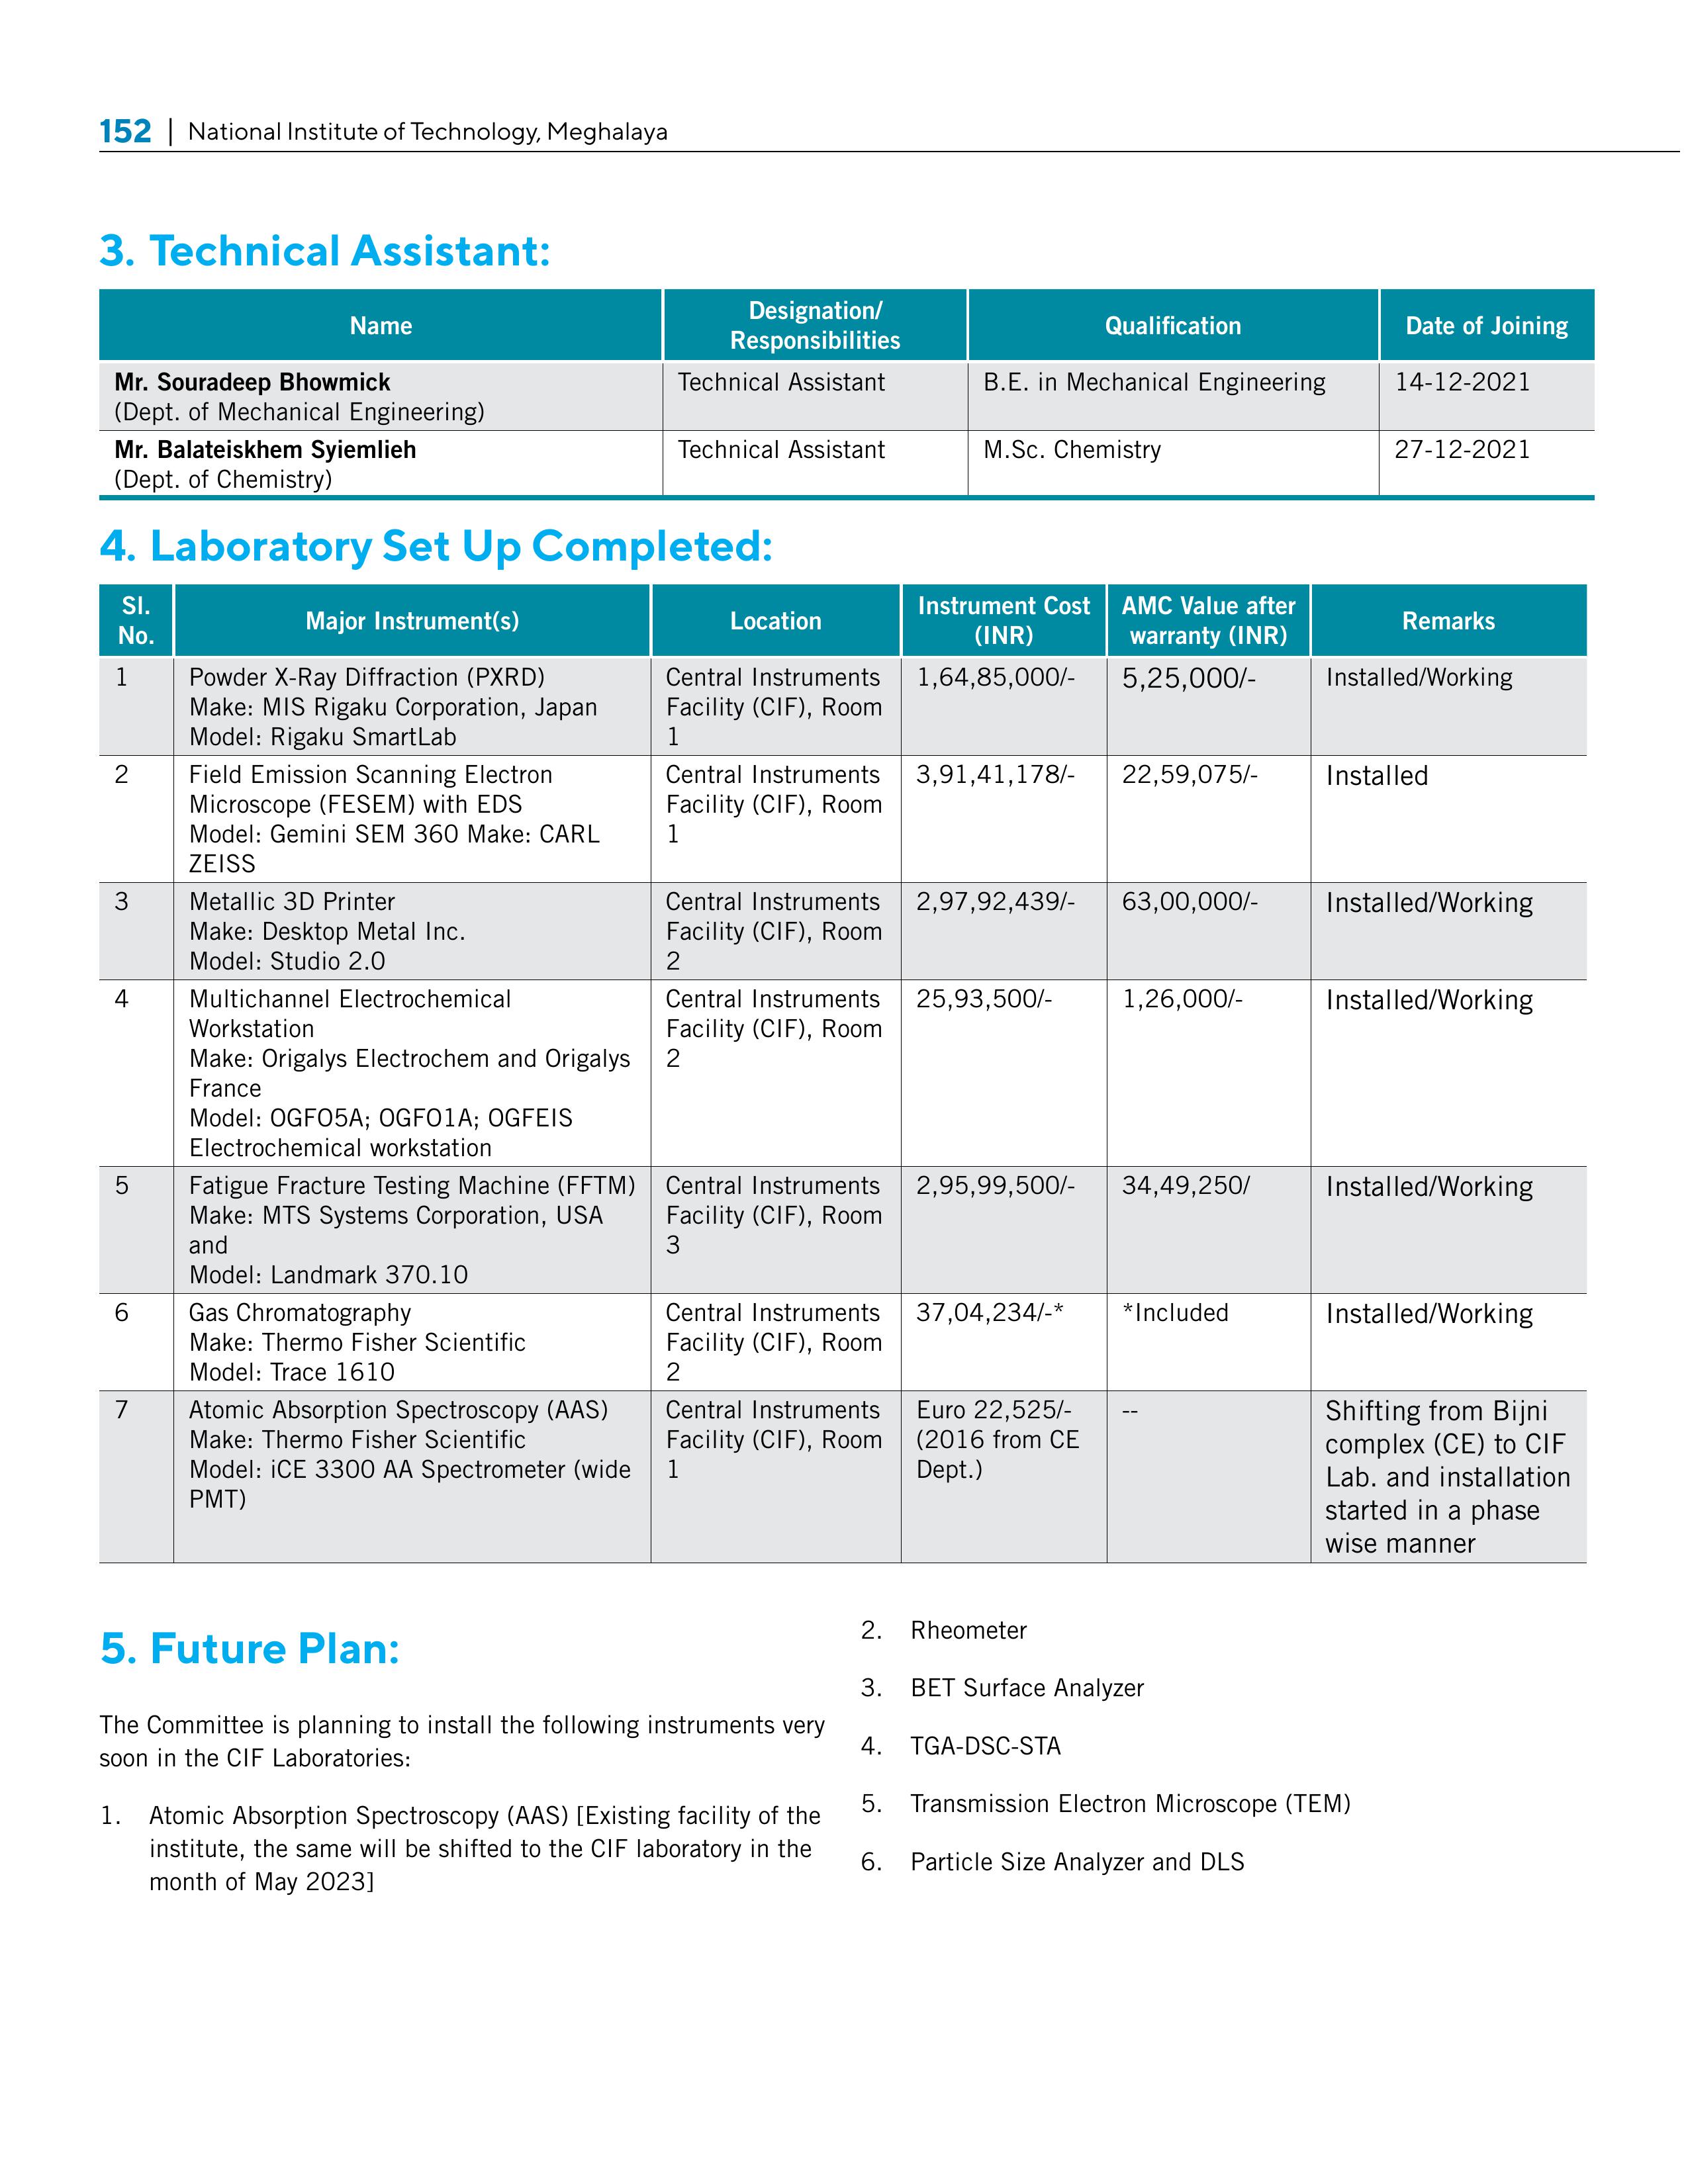 152 | National Institute of Technology, Meghalaya
3. Technical Assistant:
Name
Designation/
Responsibilities
Qualification
Date of Joining
Mr. Souradeep Bhowmick
(Dept. of Mechanical Engineering)
Technical Assistant
B.E. in Mechanical Engineering
14-12-2021
Mr. Balateiskhem Syiemlieh
(Dept. of Chemistry)
Technical Assistant
M.Sc. Chemistry
27-12-2021
4. Laboratory Set Up Completed:
Sl.
No.
Major Instrument(s)
Location
Instrument Cost
(INR)
AMC Value after
warranty (INR)
Remarks
1
Powder X-Ray Diffraction (PXRD)
Make: MIS Rigaku Corporation, Japan
Model: Rigaku SmartLab
Central Instruments
Facility (CIF), Room
1
1,64,85,000/-
5,25,000/-
Installed/Working
2
Field Emission Scanning Electron
Microscope (FESEM) with EDS
Model: Gemini SEM 360 Make: CARL
ZEISS
Central Instruments
Facility (CIF), Room
1
3,91,41,178/-
22,59,075/-
Installed
3
Metallic 3D Printer
Make: Desktop Metal Inc.
Model: Studio 2.0
Central Instruments
Facility (CIF), Room
2
2,97,92,439/-
63,00,000/-
Installed/Working
4
Multichannel Electrochemical
Workstation
Make: Origalys Electrochem and Origalys
France
Model: OGFO5A; OGFO1A; OGFEIS
Electrochemical workstation
Central Instruments
Facility (CIF), Room
2
25,93,500/-
1,26,000/-
Installed/Working
5
Fatigue Fracture Testing Machine (FFTM)
Make: MTS Systems Corporation, USA
and
Model: Landmark 370.10
Central Instruments
Facility (CIF), Room
3
2,95,99,500/-
34,49,250/
Installed/Working
6
Gas Chromatography
Make: Thermo Fisher Scientific
Model: Trace 1610
Central Instruments
Facility (CIF), Room
2
37,04,234/-*
*Included
Installed/Working
7
Atomic Absorption Spectroscopy (AAS)
Make: Thermo Fisher Scientific
Model: iCE 3300 AA Spectrometer (wide
PMT)
Central Instruments
Facility (CIF), Room
1
Euro 22,525/-
(2016 from CE
Dept.)
--
Shifting from Bijni
complex (CE) to CIF
Lab. and installation
started in a phase
wise manner
5. Future Plan:
The Committee is planning to install the following instruments very
soon in the CIF Laboratories:
1. Atomic Absorption Spectroscopy (AAS) [Existing facility of the
institute, the same will be shifted to the CIF laboratory in the
month of May 2023]
2. Rheometer
3. BET Surface Analyzer
4. TGA-DSC-STA
5. Transmission Electron Microscope (TEM)
6. Particle Size Analyzer and DLS